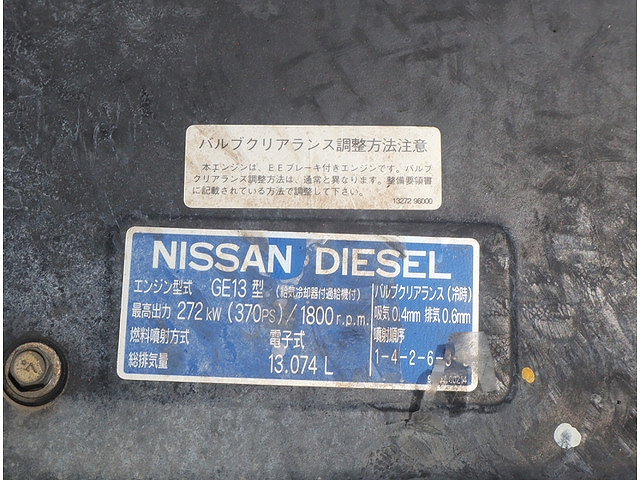 バルブクリアランス調整方法注意
本エンジンは、EEブレーキ付きエンジンです。バルブ
クリアランス調整方法は、通常と異なります。整備要領書
に記載されている方法で調整して下さい。
13272 96000
NISSAN DIESEL
エンジン型式 GE13 型 (給気冷却器付過給機付)
最高出力 272 kW (370PS) / 1800 r.p.m.
燃料噴射方式 電子式
総排気量 13.074 L
バルブクリアランス (冷時)
吸気 0.4mm 排気 0.6mm
噴射順序
1-4-2-6-3